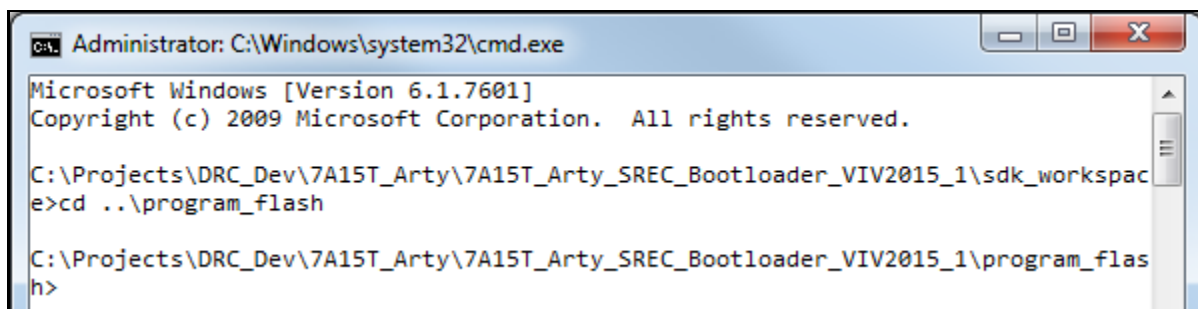 C:\. Administrator: C:\Windows\system32\cmd.exe
Microsoft Windows [Version 6.1.7601]
Copyright (c) 2009 Microsoft Corporation.  All rights reserved.
C:\Projects\DRC_Dev\7A15T_Arty\7A15T_Arty_SREC_Bootloader_VIV2015_1\sdk_workspac
e>cd ..\program_flash
C:\Projects\DRC_Dev\7A15T_Arty\7A15T_Arty_SREC_Bootloader_VIV2015_1\program_flas
h>